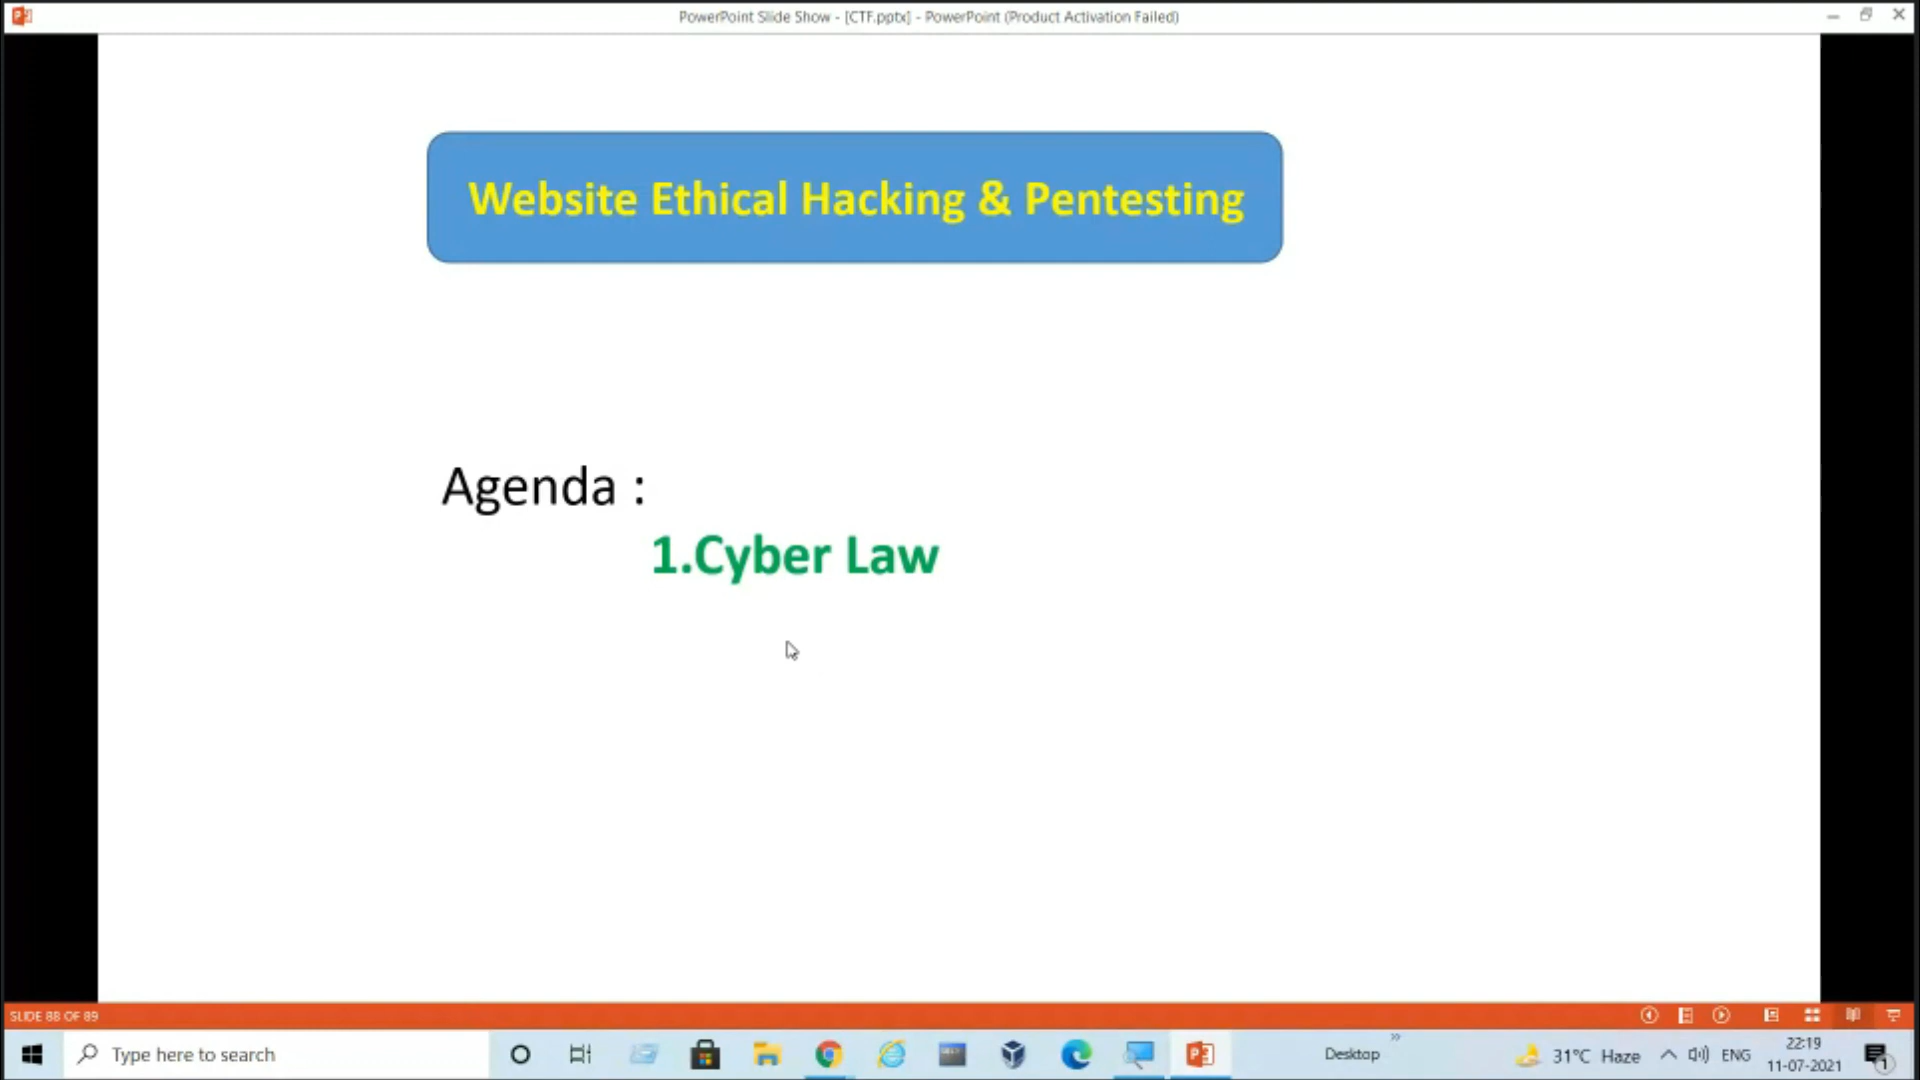 PowerPoint Slide Show - [CTF.pptx] - PowerPoint (Product Activation Failed)
Website Ethical Hacking & Pentesting
Agenda :
1.Cyber Law
SLIDE 88 OF 89
Type here to search
Desktop
31°C Haze
ENG
22:19
11-07-2021
1